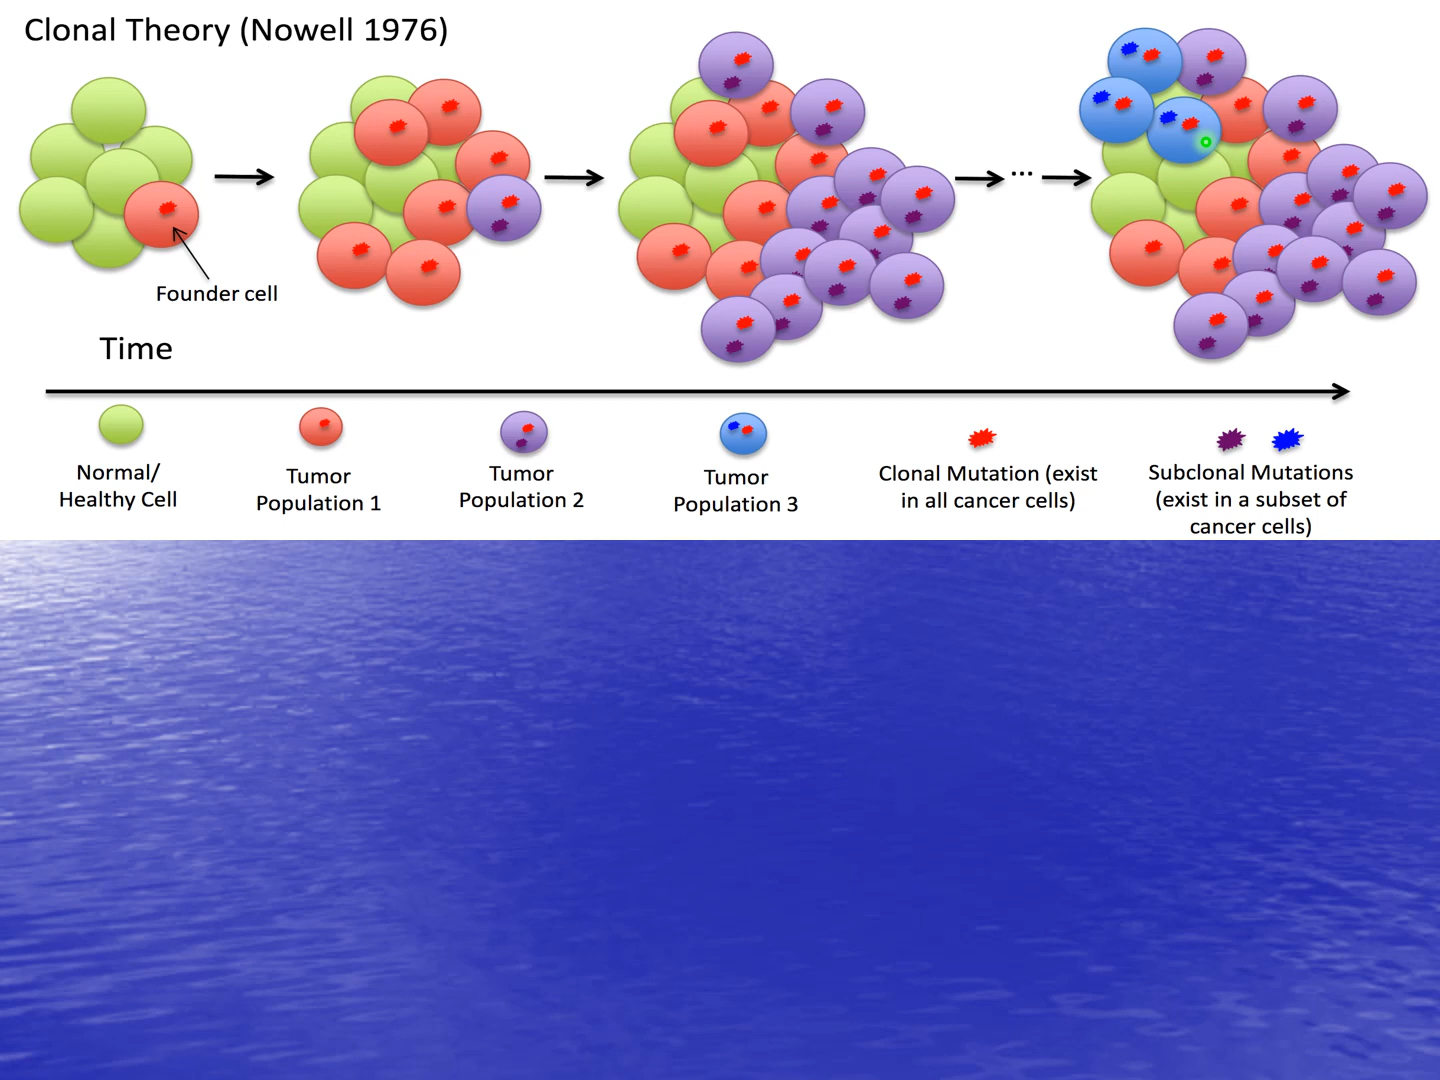 Clonal Theory (Nowell 1976)
...
Founder cell
Time
Normal/
Healthy Cell
Tumor
Population 1
Tumor
Population 2
Tumor
Population 3
Clonal Mutation (exist
in all cancer cells)
Subclonal Mutations
(exist in a subset of
cancer cells)